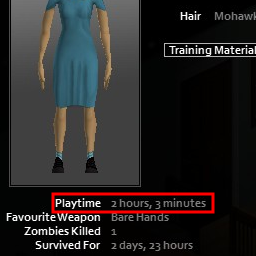 Hair Mohawk
Training Material
Playtime 2 hours, 3 minutes
Favourite Weapon Bare Hands
Zombies Killed 1
Survived For 2 days, 23 hours